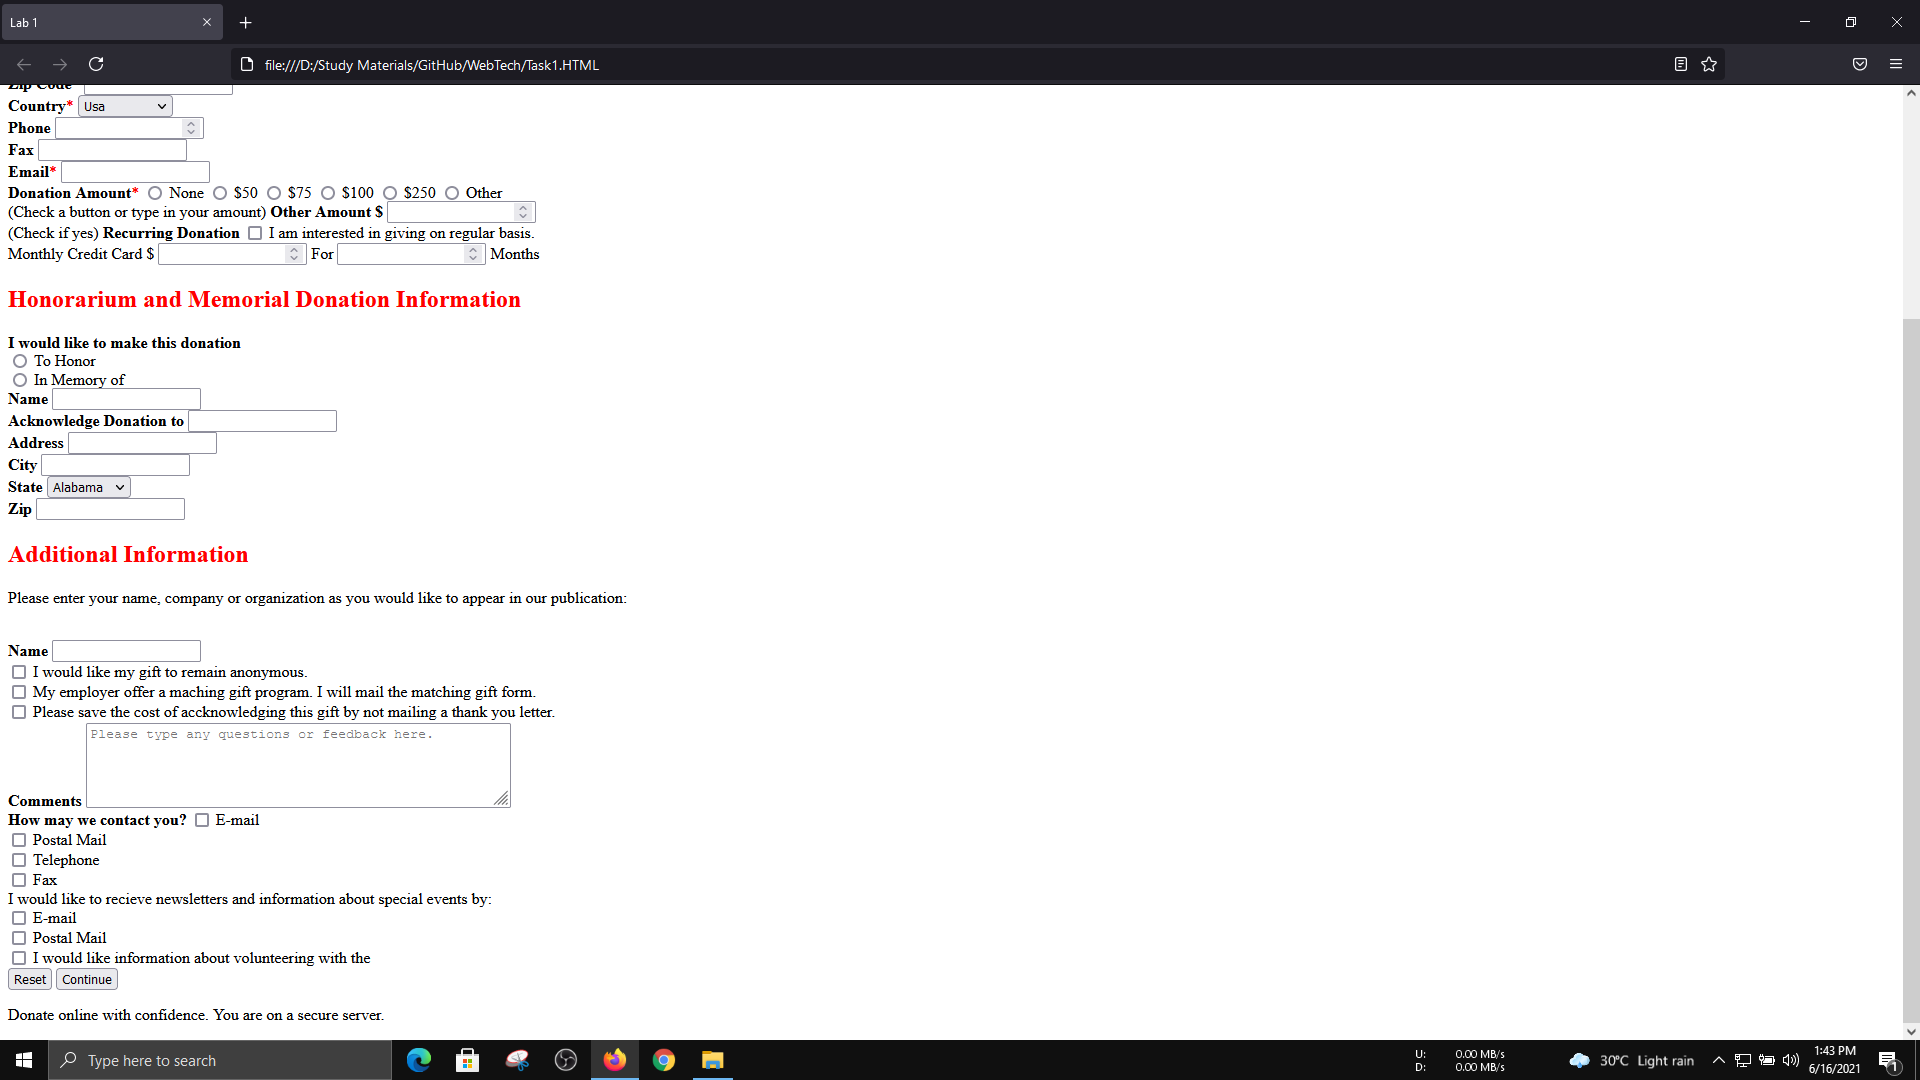 Lab 1
file:///D:/Study Materials/GitHub/WebTech/Task1.HTML
Zip Code
Country* Usa
Phone
Fax
Email*
Donation Amount* None $50 $75 $100 $250 Other
(Check a button or type in your amount) Other Amount $
(Check if yes) Recurring Donation I am interested in giving on regular basis.
Monthly Credit Card $ For Months
Honorarium and Memorial Donation Information
I would like to make this donation
To Honor
In Memory of
Name
Acknowledge Donation to
Address
City
State Alabama
Zip
Additional Information
Please enter your name, company or organization as you would like to appear in our publication:
Name
I would like my gift to remain anonymous.
My employer offer a maching gift program. I will mail the matching gift form.
Please save the cost of accknowledging this gift by not mailing a thank you letter.
Please type any questions or feedback here.
Comments
How may we contact you? E-mail
Postal Mail
Telephone
Fax
I would like to recieve newsletters and information about special events by:
E-mail
Postal Mail
I would like information about volunteering with the
Reset Continue
Donate online with confidence. You are on a secure server.
Type here to search
U: 0.00 MB/s
D: 0.00 MB/s
30°C Light rain
1:43 PM
6/16/2021
1